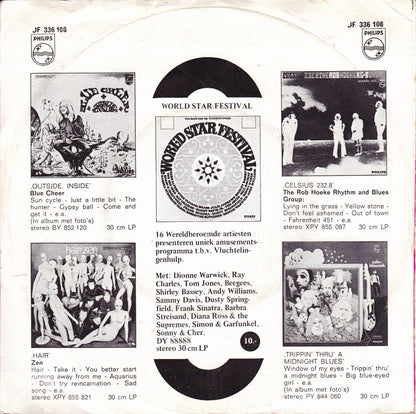 JF 336 108
PHILIPS
JF 336 108
PHILIPS
BLUE CHEER
‚OUTSIDE, INSIDE’
Blue Cheer
Sun cycle - Just a little bit - The
hunter - Gypsy ball - Come and
get it - e.a.
(In album met foto's)
stereo BY 852 120 30 cm LP
WORLD STAR-FESTIVAL
WORLD STAR FESTIVAL
16 Wereldberoemde artiesten
presenteren uniek amusements-
programma t.b.v. Vluchtelin-
genhulp.
Met: Dionne Warwick, Ray
Charles, Tom Jones, Beegees,
Shirley Bassey, Andy Williams,
Sammy Davis, Dusty Spring-
field, Frank Sinatra, Barbra
Streisand, Diana Ross & the
Supremes, Simon & Garfunkel,
Sonny & Cher.
DY 88888
stereo 30 cm LP
10.-
‚CELSIUS 232,8’
The Rob Hoeke Rhythm and Blues
Group:
Lying in the grass - Yellow stone -
Don't feel ashamed - Out of town
- Fahrenheit 451 - e.a.
stereo XPY 855 087 30 cm LP
ZEN
‚HAIR’
Zen
Hair - Take it - You better start
running away from me - Aquarius
- Don't try reincarnation - Sad
song - e.a.
stereo XPY 855 821 30 cm LP
‚TRIPPIN' THRU' A
MIDNIGHT BLUES’
Window of my eyes - Trippin' thru'
a midnight blues - Big blue-eyed
girl - e.a.
(In album met foto's)
stereo PY 844 060 30 cm LP